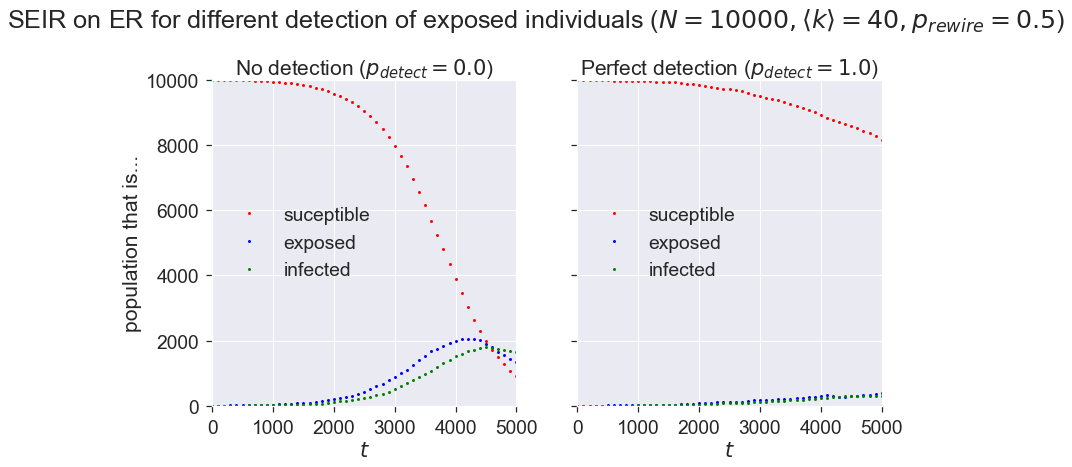 SEIR on ER for different detection of exposed individuals (N = 10000, ⟨k⟩ = 40, p_rewire = 0.5)
No detection (p_detect = 0.0)
Perfect detection (p_detect = 1.0)
population that is...
10000
8000
6000
4000
2000
0
suceptible
exposed
infected
suceptible
exposed
infected
0 1000 2000 3000 4000 5000
0 1000 2000 3000 4000 5000
t
t